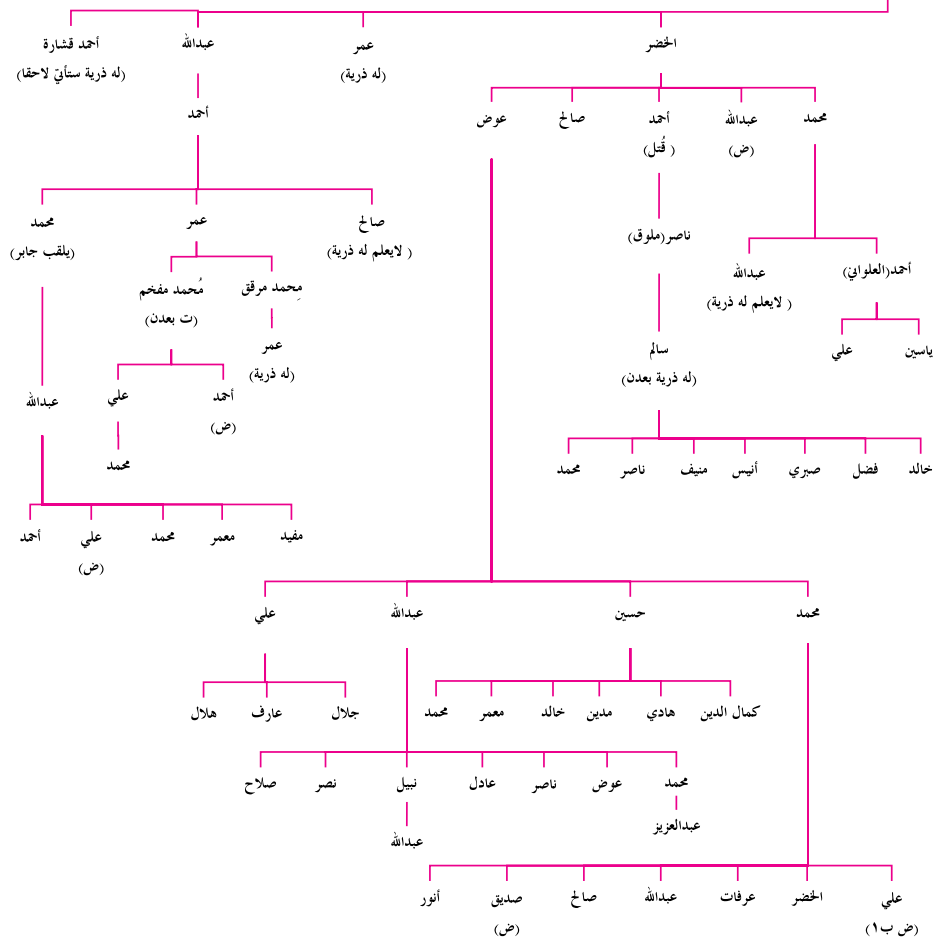 الخضر
عمر
(له ذرية)
عبدالله
أحمد قشارة
(له ذرية ستأتي لاحقا)
محمد
عبدالله
(ض)
أحمد
( قُتل)
صالح
عوض
أحمد
ناصر(ملوق)
صالح
( لايعلم له ذرية)
عمر
محمد
(يلقب جابر)
أحمد(العلواني)
عبدالله
( لايعلم له ذرية)
مِحمد مرقق
مُحمد مفخم
(ت بعدن)
ياسين
علي
سالم
(له ذرية بعدن)
عمر
(له ذرية)
أحمد
(ض)
علي
عبدالله
محمد
خالد
فضل
صبري
أنيس
منيف
ناصر
محمد
مفيد
معمر
محمد
علي
(ض)
أحمد
محمد
حسين
عبدالله
علي
كمال الدين
هادي
مدين
خالد
معمر
محمد
جلال
عارف
هلال
محمد
عوض
ناصر
عادل
نبيل
نصر
صلاح
عبدالعزيز
عبدالله
علي
(ض ب١)
الخضر
عرفات
عبدالله
صالح
صديق
(ض)
أنور